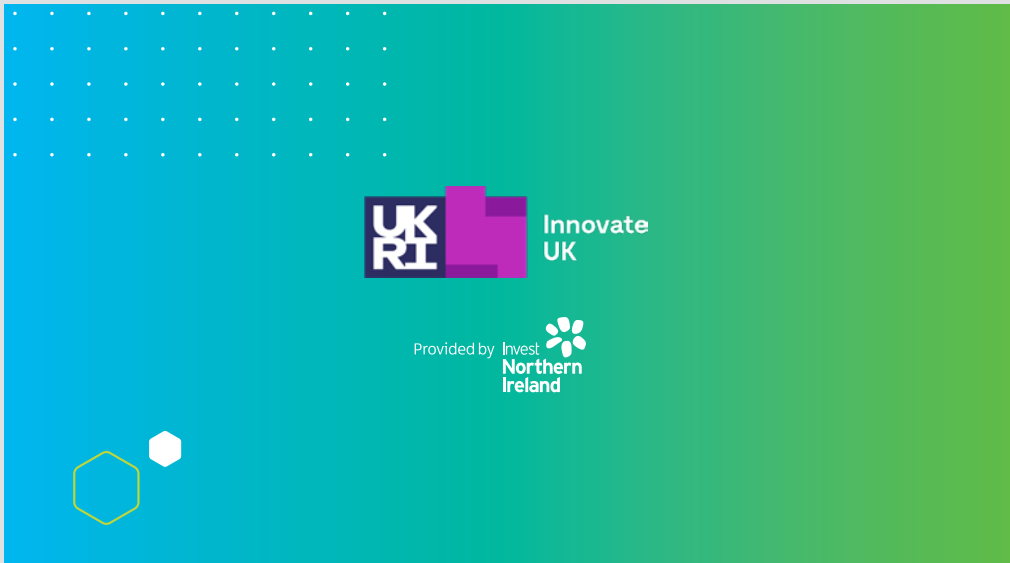 UK
RI
Innovate
UK
Provided by Invest
Northern
Ireland